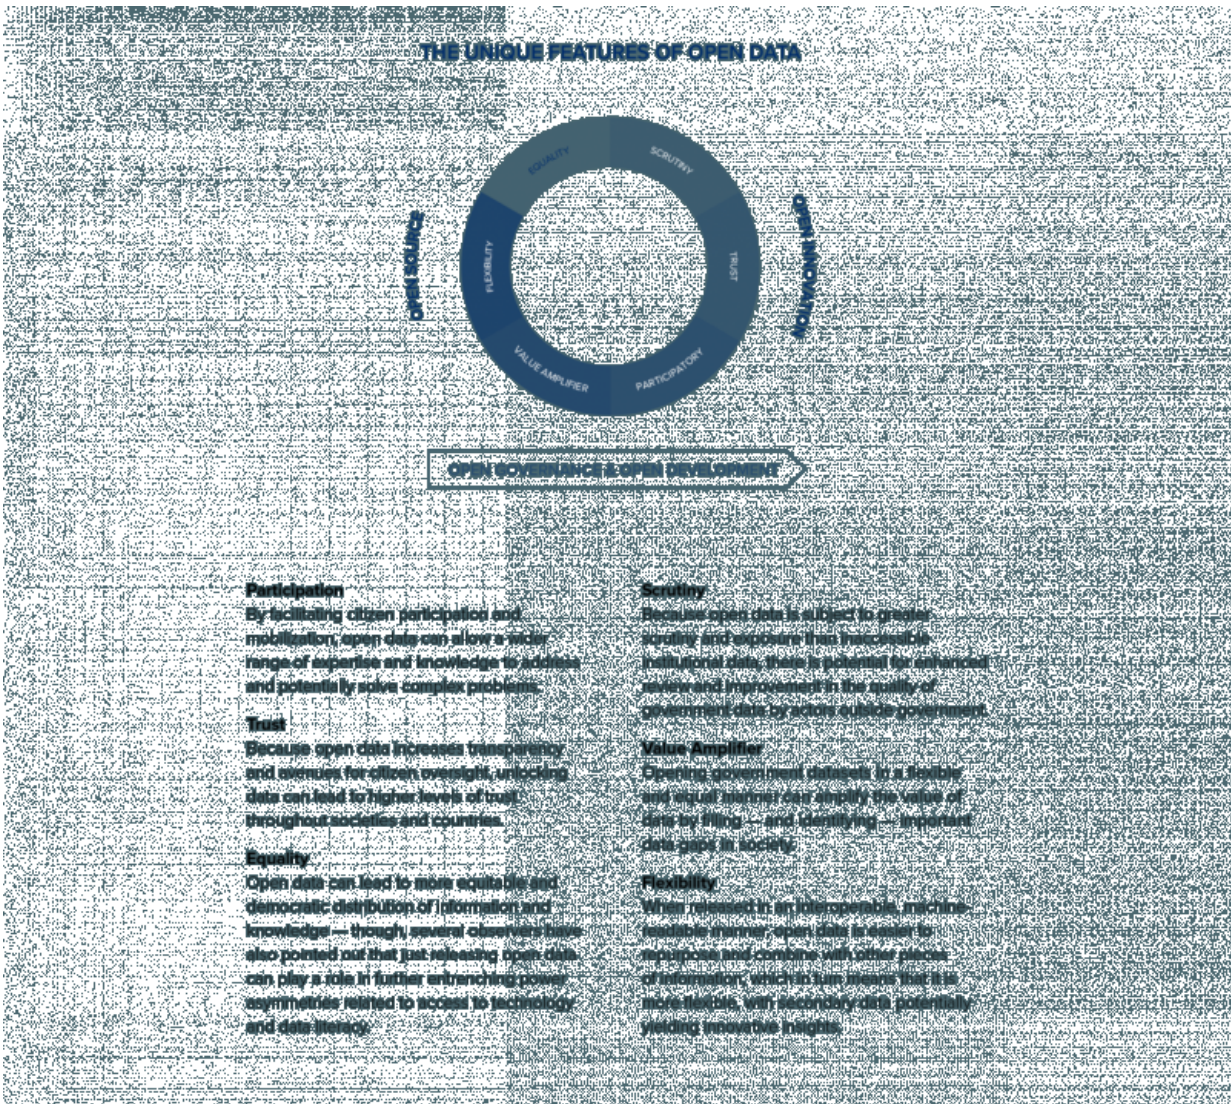 THE UNIQUE FEATURES OF OPEN DATA
EQUALITY
SCRUTINY
OPEN SOURCE
FLEXIBILITY
TRUST
OPEN INNOVATION
VALUE AMPLIFIER
PARTICIPATORY
OPEN GOVERNANCE & OPEN DEVELOPMENT
Participation
By facilitating citizen participation and
mobilization, open data can allow a wider
range of expertise and knowledge to address
and potentially solve complex problems.
Trust
Because open data increases transparency
and avenues for citizen oversight, unlocking
data can lead to higher levels of trust
throughout societies and countries.
Equality
Open data can lead to more equitable and
democratic distribution of information and
knowledge — though, several observers have
also pointed out that just releasing open data
can play a role in further enhancing power
asymmetries related to access to technology
and data literacy.
Scrutiny
Because open data is subject to greater
scrutiny and exposure than inaccessible
institutional data, there is potential for enhanced
review and improvement in the quality of
government data by actors outside government.
Value Amplifier
Opening government datasets in a flexible
and equal manner can amplify the value of
data by filling — and identifying — important
data gaps in society.
Flexibility
When released in an interoperable, machine-
readable manner, open data is easier to
repurpose and combine with other pieces
of information, which in turn means that it is
more flexible, with secondary data potentially
yielding innovative insights.